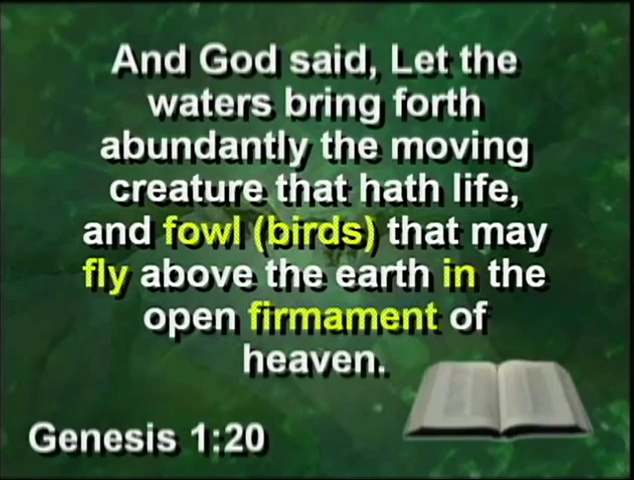 And God said, Let the
waters bring forth
abundantly the moving
creature that hath life,
and fowl (birds) that may
fly above the earth in the
open firmament of
heaven.
Genesis 1:20